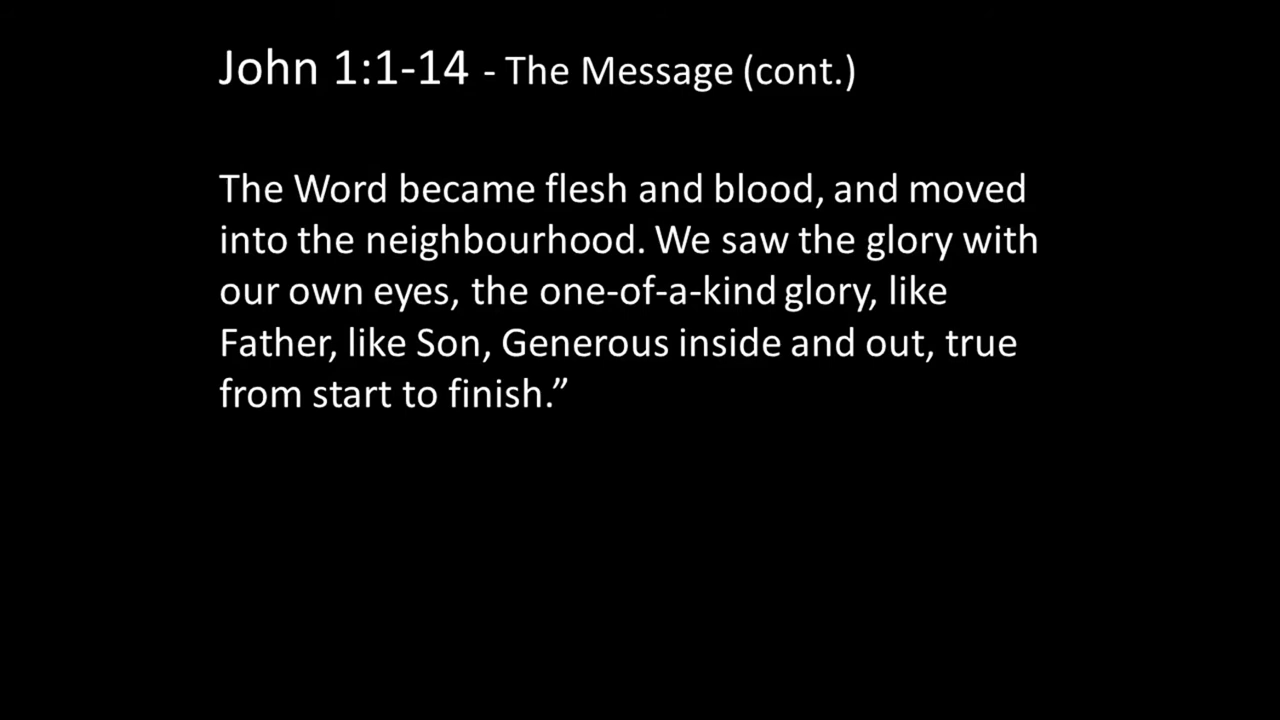 John 1:1-14 - The Message (cont.)
The Word became flesh and blood, and moved
into the neighbourhood. We saw the glory with
our own eyes, the one-of-a-kind glory, like
Father, like Son, Generous inside and out, true
from start to finish.”